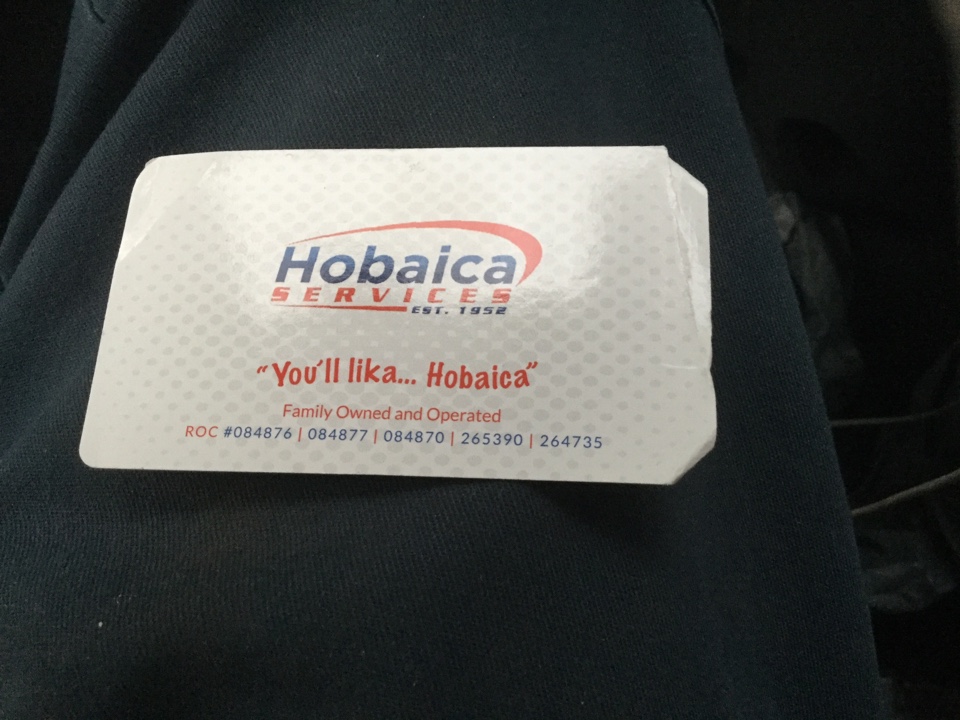 Hobaica
SERVICES
EST. 1952
“You'll lika... Hobaica”
Family Owned and Operated
ROC #084876 | 084877 | 084870 | 265390 | 264735